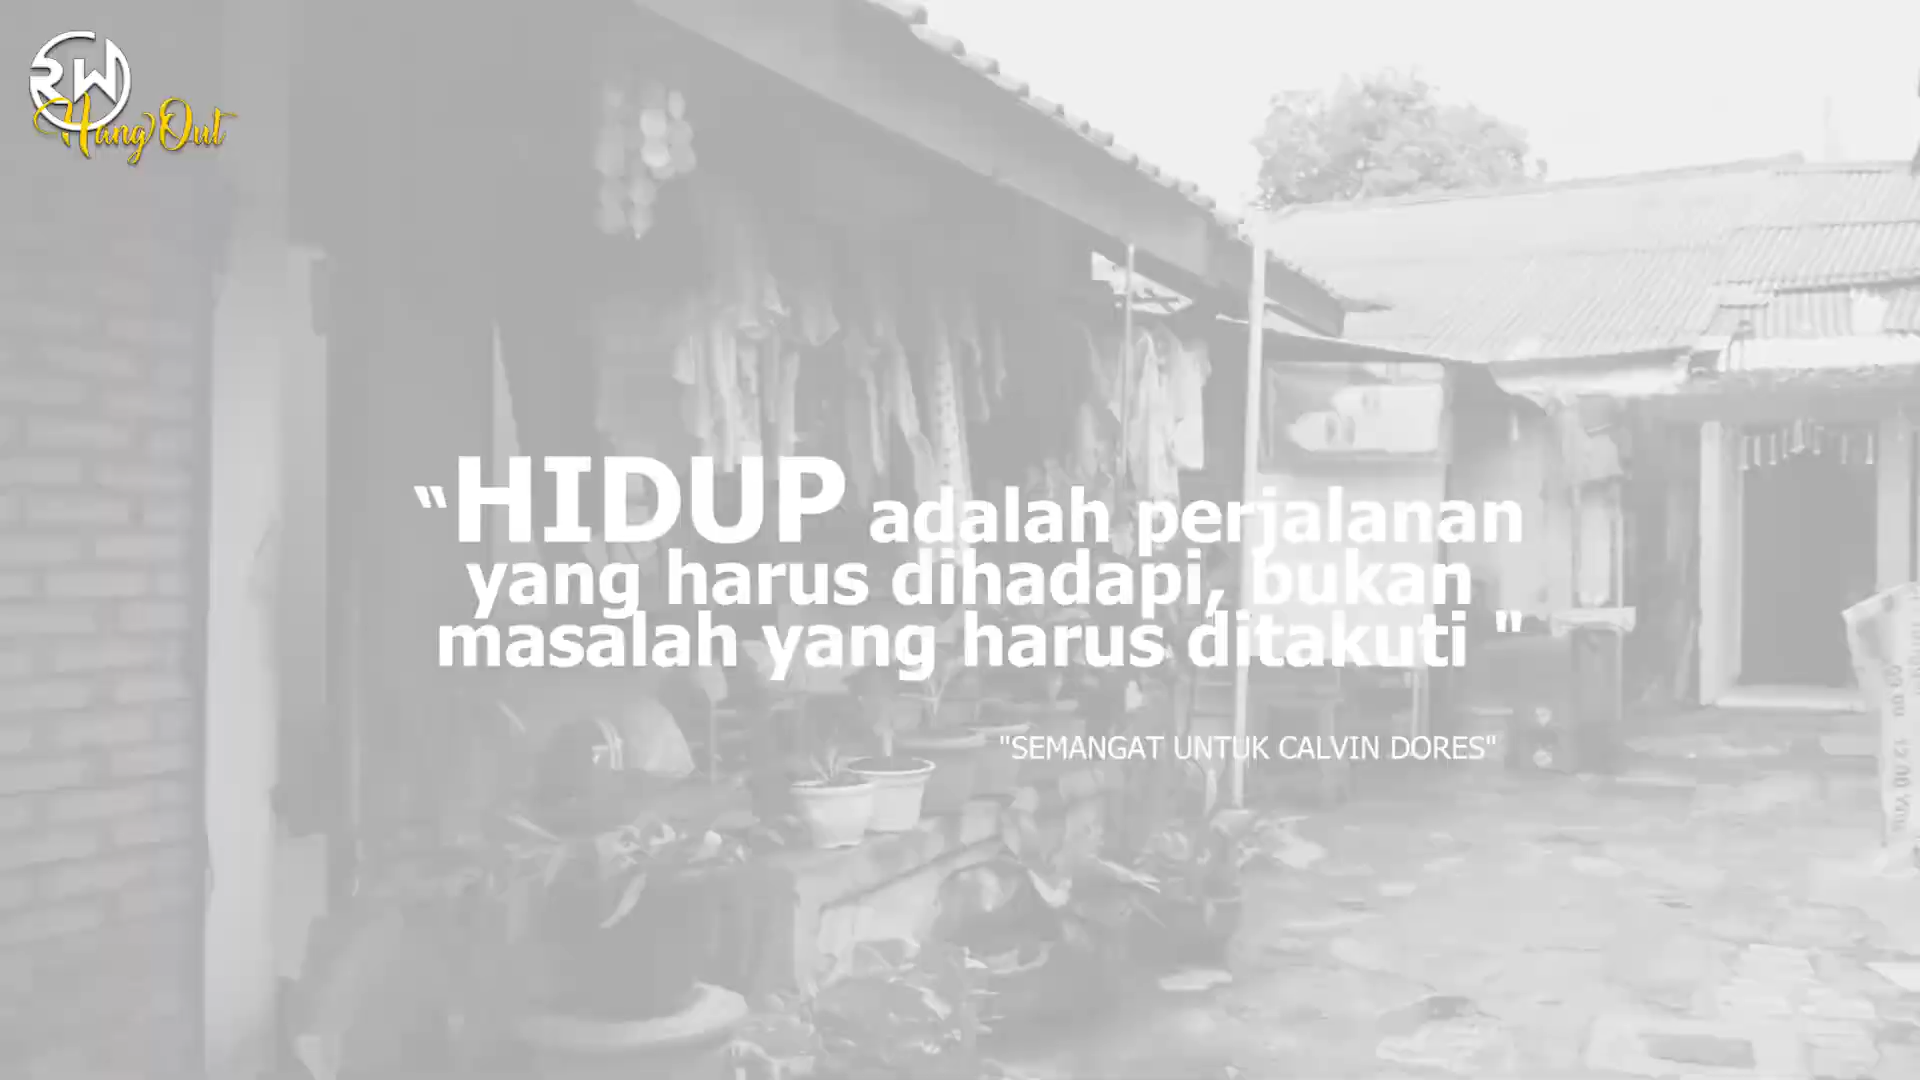 RW
Hang Out
“HIDUP adalah perjalanan
yang harus dihadapi, bukan
masalah yang harus ditakuti "
"SEMANGAT UNTUK CALVIN DORES"